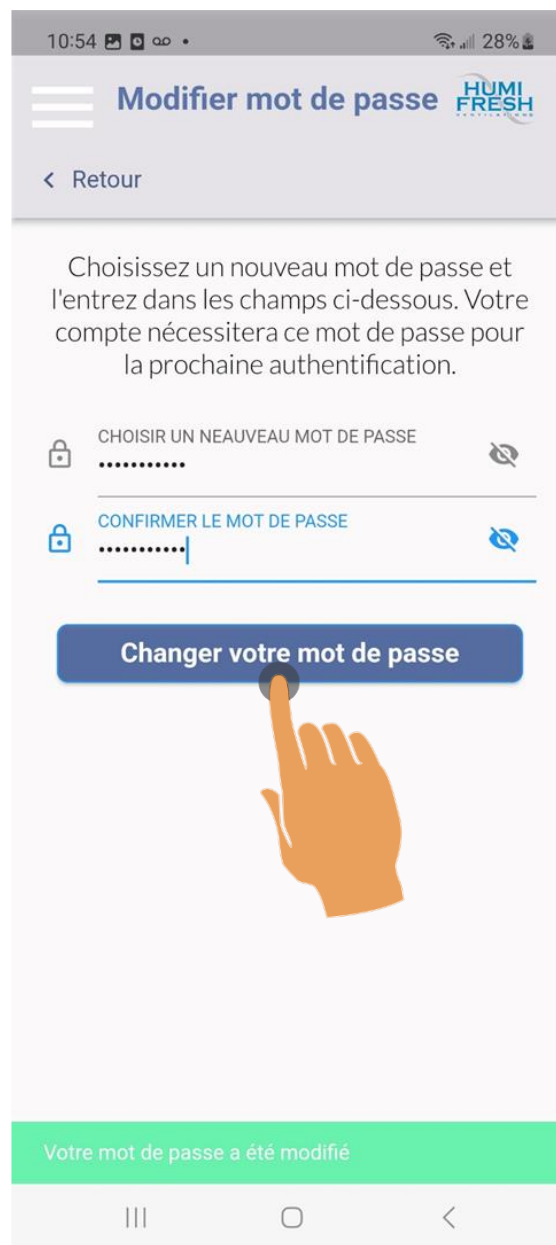 10:54
28%
Modifier mot de passe
HUMI
FRESH
VENTILATIONS
Retour
Choisissez un nouveau mot de passe et
l'entrez dans les champs ci-dessous. Votre
compte nécessitera ce mot de passe pour
la prochaine authentification.
CHOISIR UN NEAUVEAU MOT DE PASSE
•••••••••••
CONFIRMER LE MOT DE PASSE
•••••••••••
Changer votre mot de passe
Votre mot de passe a été modifié